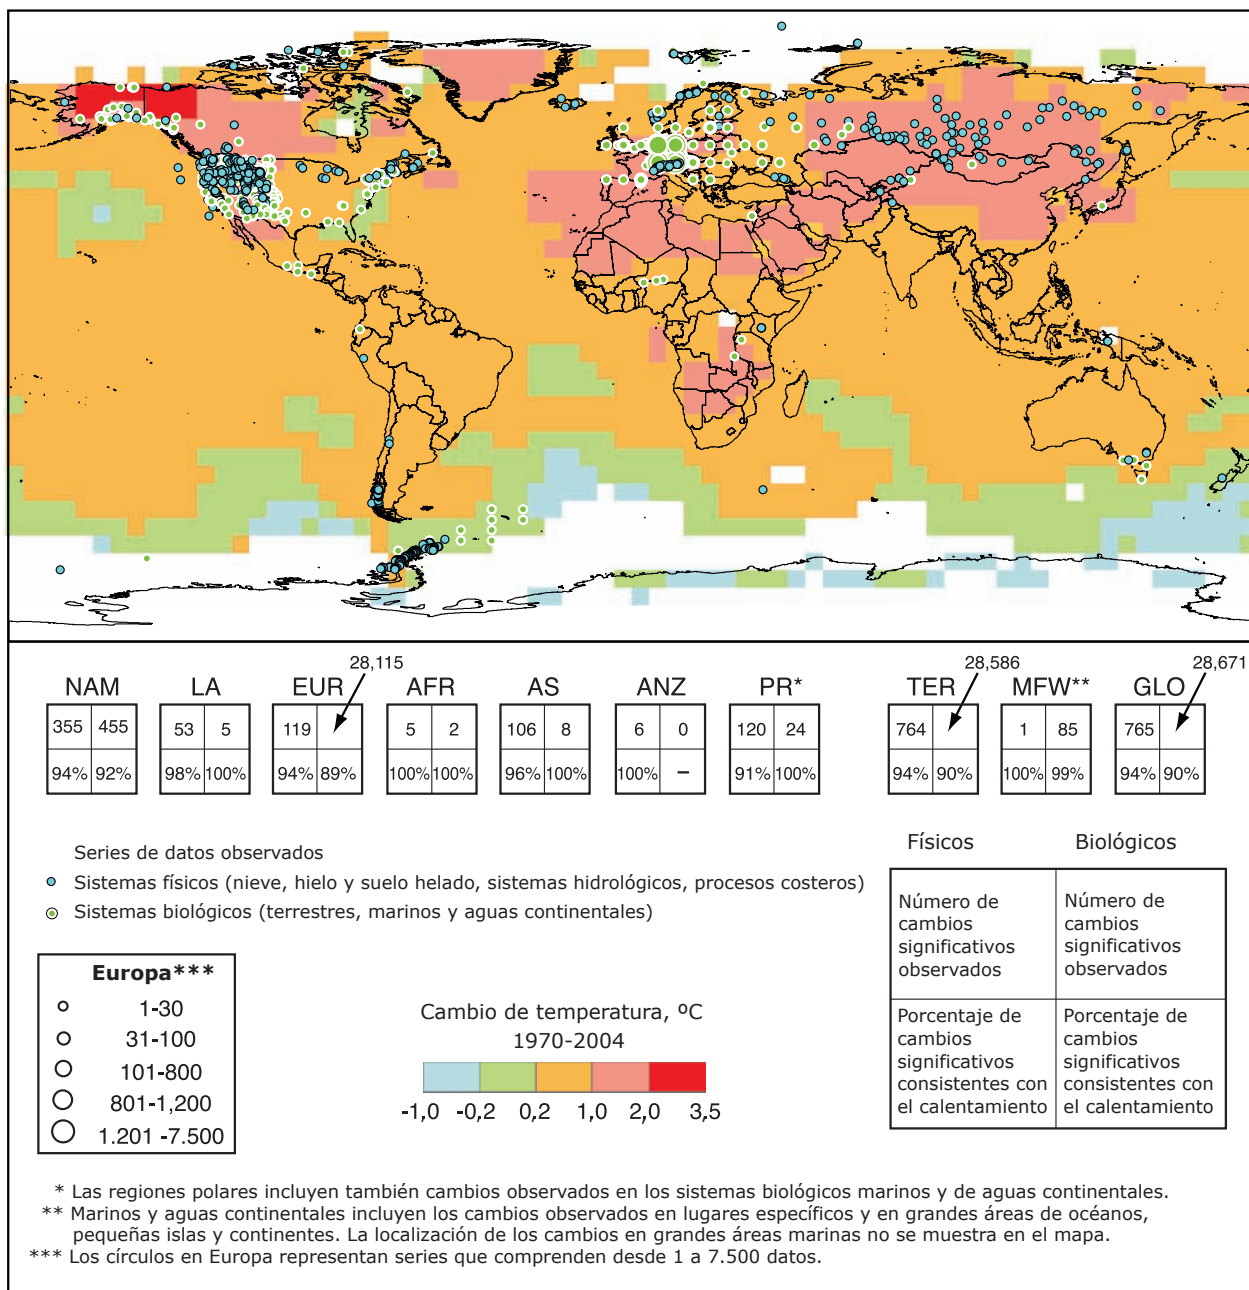 28,115
28,586
28,671
NAM LA EUR AFR AS ANZ PR* TER MFW** GLO
355 455 53 5 119 5 2 106 8 6 0 120 24 764 1 85 765
94% 92% 98% 100% 94% 89% 100% 100% 96% 100% 100% – 91% 100% 94% 90% 100% 99% 94% 90%
Series de datos observados
Sistemas físicos (nieve, hielo y suelo helado, sistemas hidrológicos, procesos costeros)
Sistemas biológicos (terrestres, marinos y aguas continentales)
Europa***
1-30
31-100
101-800
801-1,200
1.201 -7.500
Cambio de temperatura, ºC
1970-2004
-1,0 -0,2 0,2 1,0 2,0 3,5
Físicos Biológicos
Número de
cambios
significativos
observados
Número de
cambios
significativos
observados
Porcentaje de
cambios
significativos
consistentes con
el calentamiento
Porcentaje de
cambios
significativos
consistentes con
el calentamiento
* Las regiones polares incluyen también cambios observados en los sistemas biológicos marinos y de aguas continentales.
** Marinos y aguas continentales incluyen los cambios observados en lugares específicos y en grandes áreas de océanos,
pequeñas islas y continentes. La localización de los cambios en grandes áreas marinas no se muestra en el mapa.
*** Los círculos en Europa representan series que comprenden desde 1 a 7.500 datos.